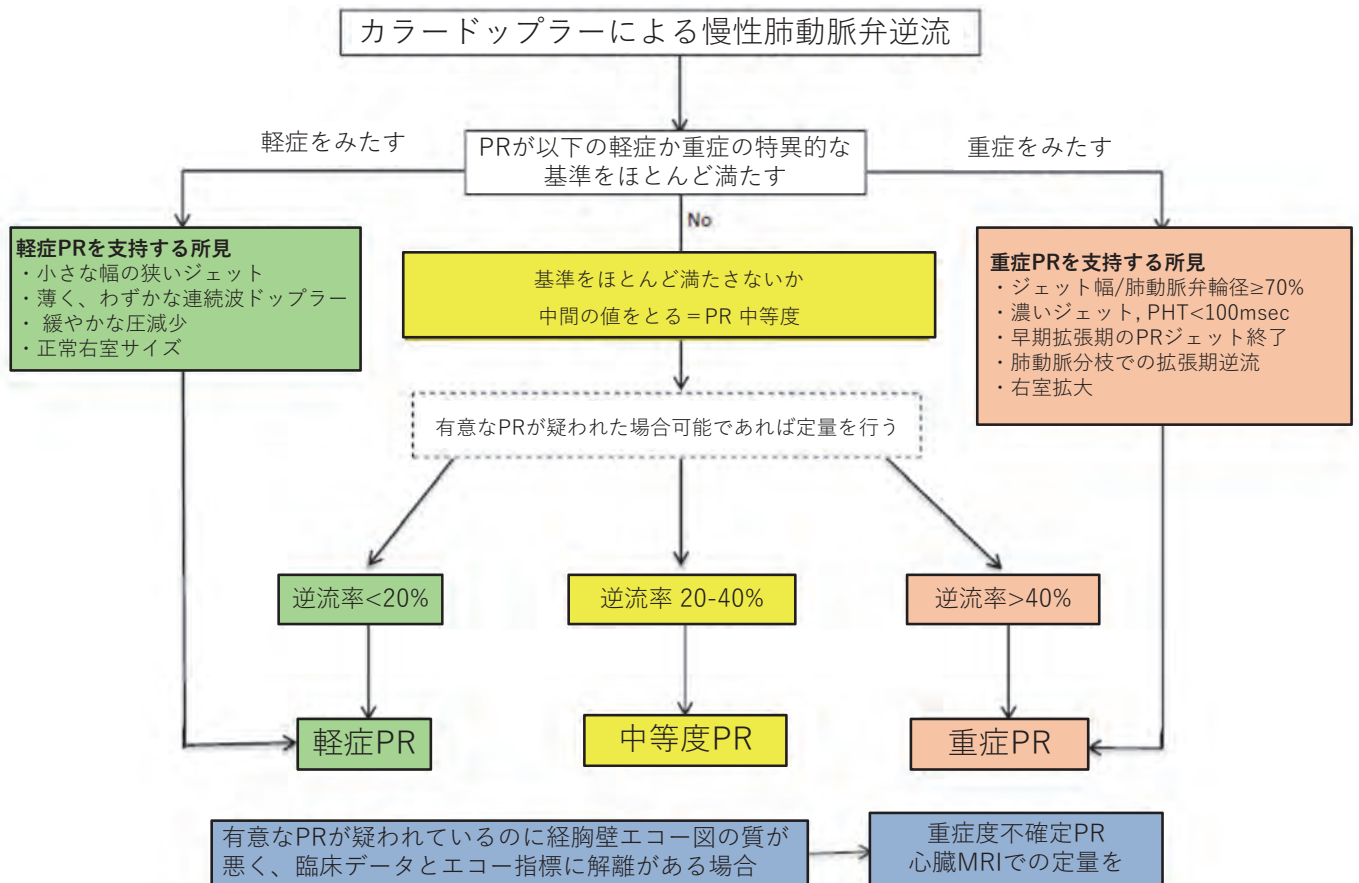 カラードップラーによる慢性肺動脈弁逆流
軽症をみたす
PRが以下の軽症か重症の特異的な
基準をほとんど満たす
重症をみたす
No
軽症PRを支持する所見
・小さな幅の狭いジェット
・薄く、わずかな連続波ドップラー
・ 緩やかな圧減少
・正常右室サイズ
基準をほとんど満たさないか
中間の値をとる＝PR 中等度
重症PRを支持する所見
・ジェット幅/肺動脈弁輪径≥70%
・濃いジェット, PHT<100msec
・早期拡張期のPRジェット終了
・肺動脈分枝での拡張期逆流
・右室拡大
有意なPRが疑われた場合可能であれば定量を行う
逆流率<20%
逆流率 20-40%
逆流率>40%
軽症PR
中等度PR
重症PR
有意なPRが疑われているのに経胸壁エコー図の質が
悪く、臨床データとエコー指標に解離がある場合
重症度不確定PR
心臓MRIでの定量を